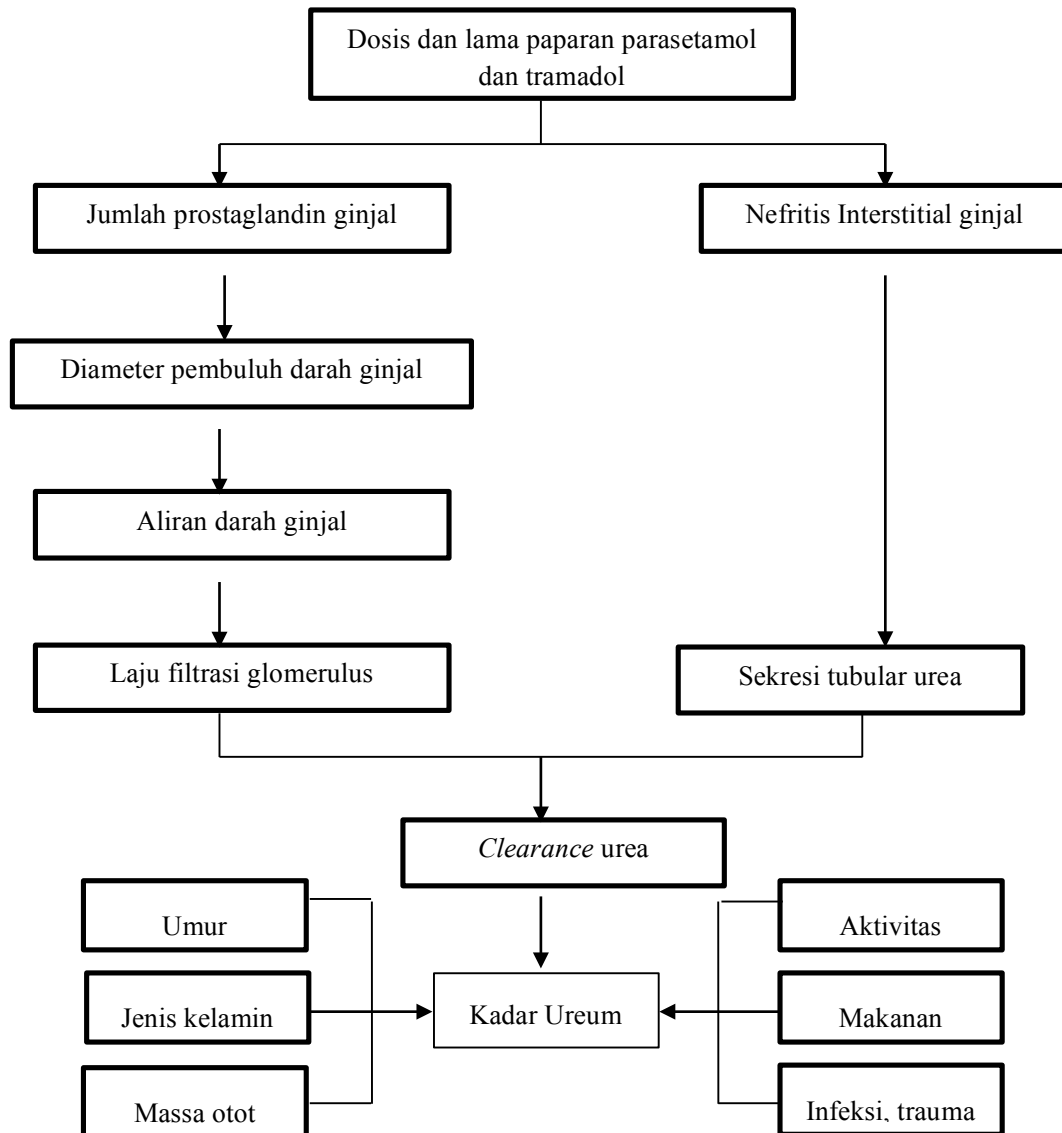 Dosis dan lama paparan parasetamol
dan tramadol
Jumlah prostaglandin ginjal
Nefritis Interstitial ginjal
Diameter pembuluh darah ginjal
Aliran darah ginjal
Laju filtrasi glomerulus
Sekresi tubular urea
Clearance urea
Umur
Aktivitas
Jenis kelamin
Kadar Ureum
Makanan
Massa otot
Infeksi, trauma